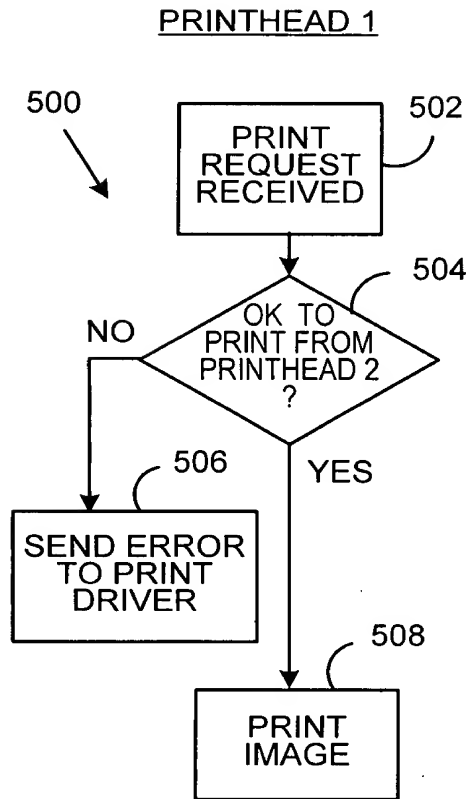 PRINTHEAD 1
500
502
PRINT
REQUEST
RECEIVED
504
OK TO
PRINT FROM
PRINTHEAD 2
?
NO
YES
506
SEND ERROR
TO PRINT
DRIVER
508
PRINT
IMAGE